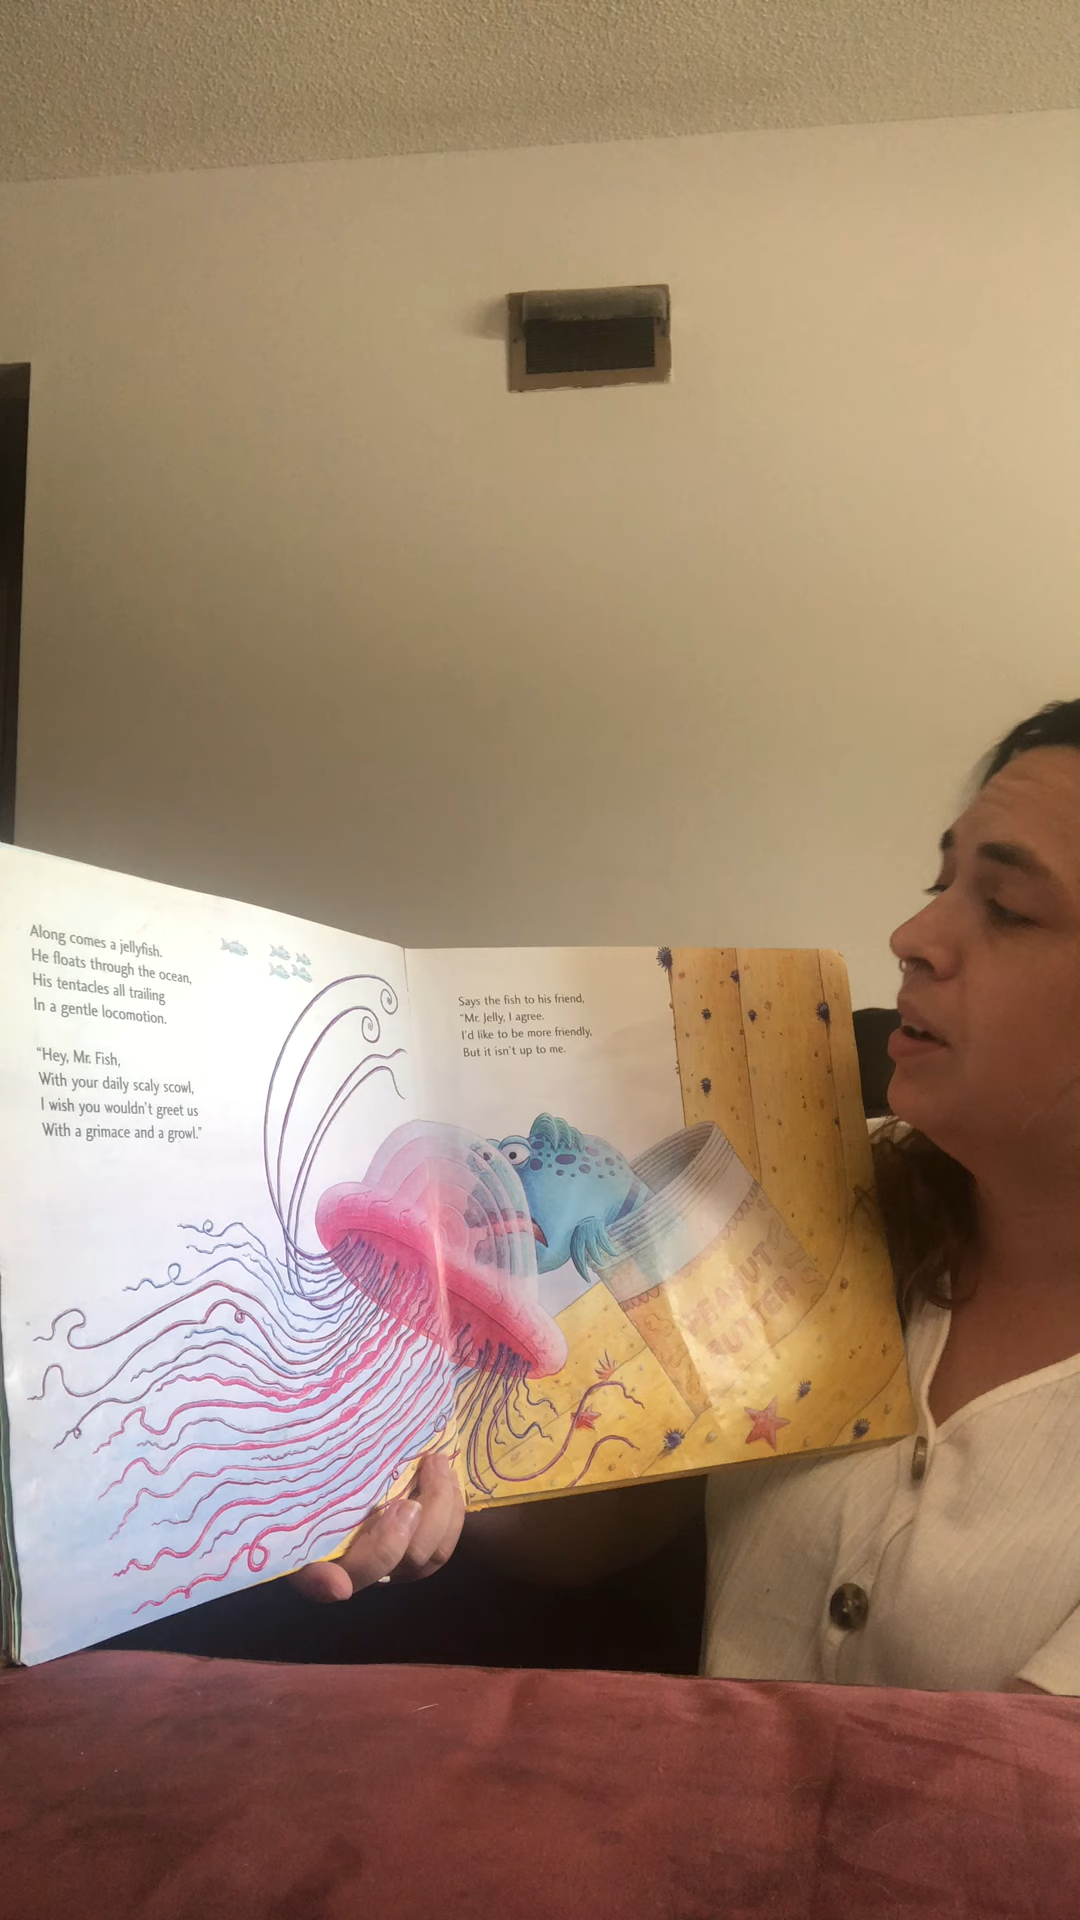 Along comes a jellyfish.
He floats through the ocean,
His tentacles all trailing
In a gentle locomotion.
"Hey, Mr. Fish,
With your daily scaly scowl,
I wish you wouldn't greet us
With a grimace and a growl."
Says the fish to his friend,
"Mr. Jelly, I agree.
I'd like to be more friendly,
But it isn't up to me.
PEANUT
BUTTER